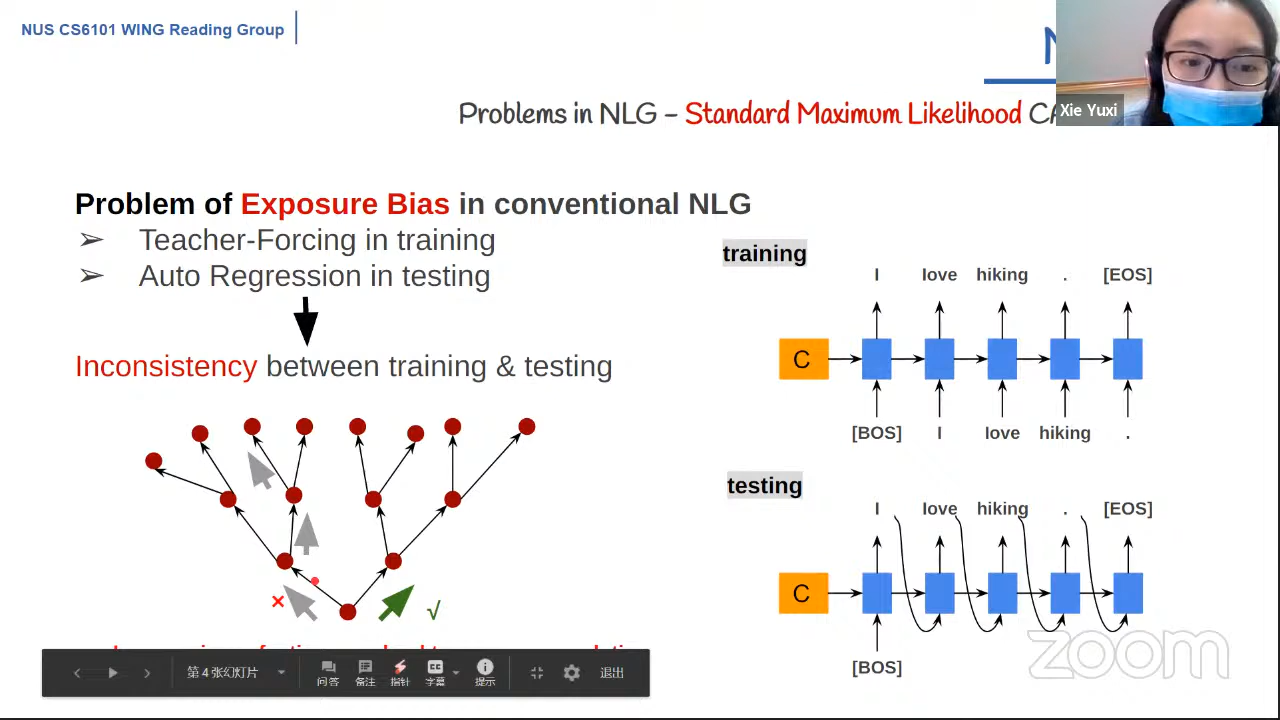 NUS CS6101 WING Reading Group
Xie Yuxi
Problems in NLG – Standard Maximum Likelihood
Problem of Exposure Bias in conventional NLG
➢ Teacher-Forcing in training
➢ Auto Regression in testing
Inconsistency between training & testing
× √
training
I love hiking . [EOS]
C
[BOS] I love hiking .
testing
I love hiking . [EOS]
C
[BOS]
zoom
第 4 张幻灯片
问答 备注 指针 字幕 提示 退出